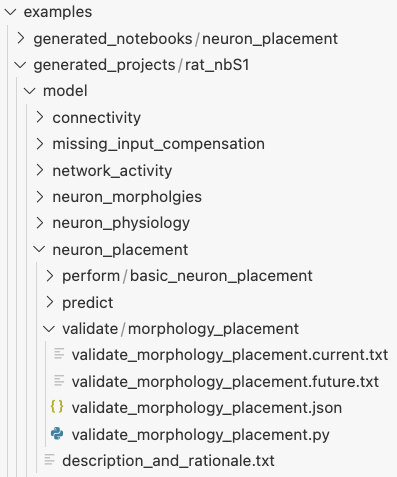 examples
generated_notebooks/neuron_placement
generated_projects/rat_nbS1
model
connectivity
missing_input_compensation
network_activity
neuron_morpholgies
neuron_physiology
neuron_placement
perform/basic_neuron_placement
predict
validate/morphology_placement
validate_morphology_placement.current.txt
validate_morphology_placement.future.txt
validate_morphology_placement.json
validate_morphology_placement.py
description_and_rationale.txt